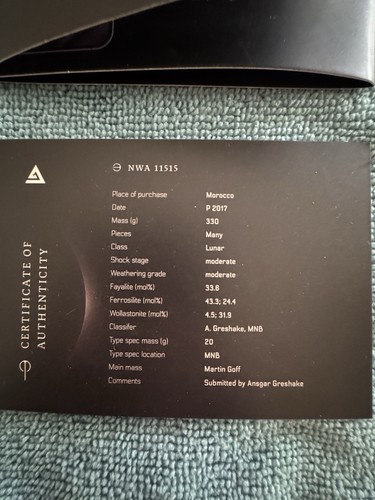 NWA 11515
Place of purchase Morocco
Date P 2017
Mass (g) 330
Pieces Many
Class Lunar
Shock stage moderate
Weathering grade moderate
Fayalite (mol%) 33.6
Ferrosilite (mol%) 43.3; 24.4
Wollastonite (mol%) 4.5; 31.9
Classifer A. Greshake, MNB
Type spec mass (g) 20
Type spec location MNB
Main mass Martin Goff
Comments Submitted by Ansgar Greshake
CERTIFICATE OF
AUTHENTICITY